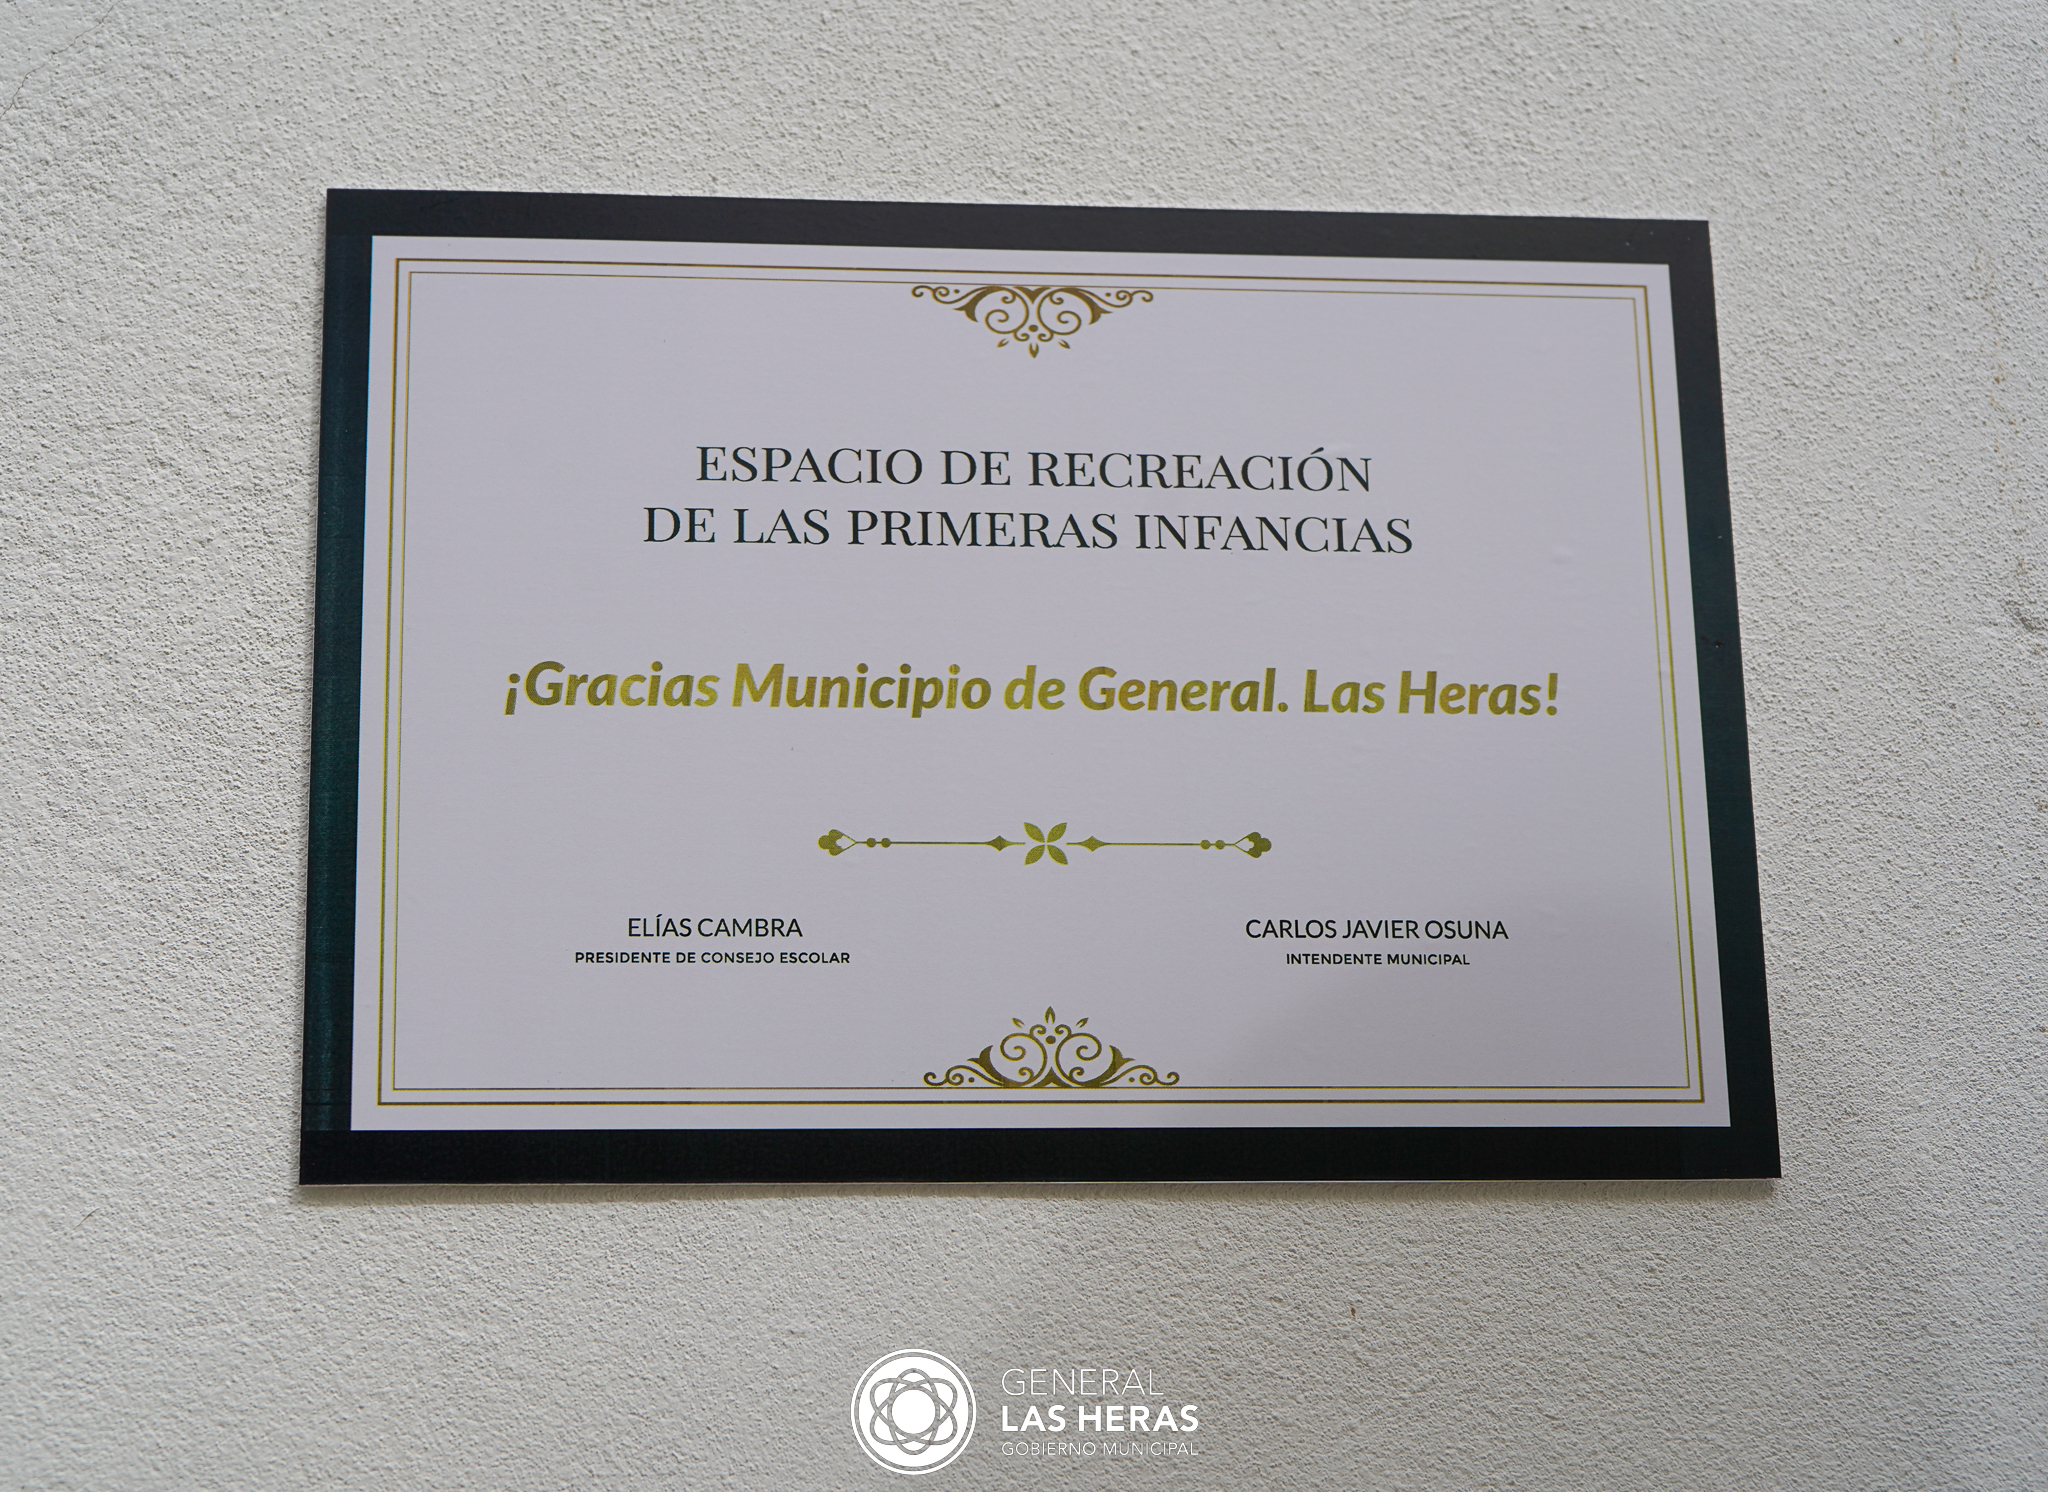 ESPACIO DE RECREACIÓN
DE LAS PRIMERAS INFANCIAS
¡Gracias Municipio de General. Las Heras!
ELÍAS CAMBRA
PRESIDENTE DE CONSEJO ESCOLAR
CARLOS JAVIER OSUNA
INTENDENTE MUNICIPAL
GENERAL
LAS HERAS
GOBIERNO MUNICIPAL